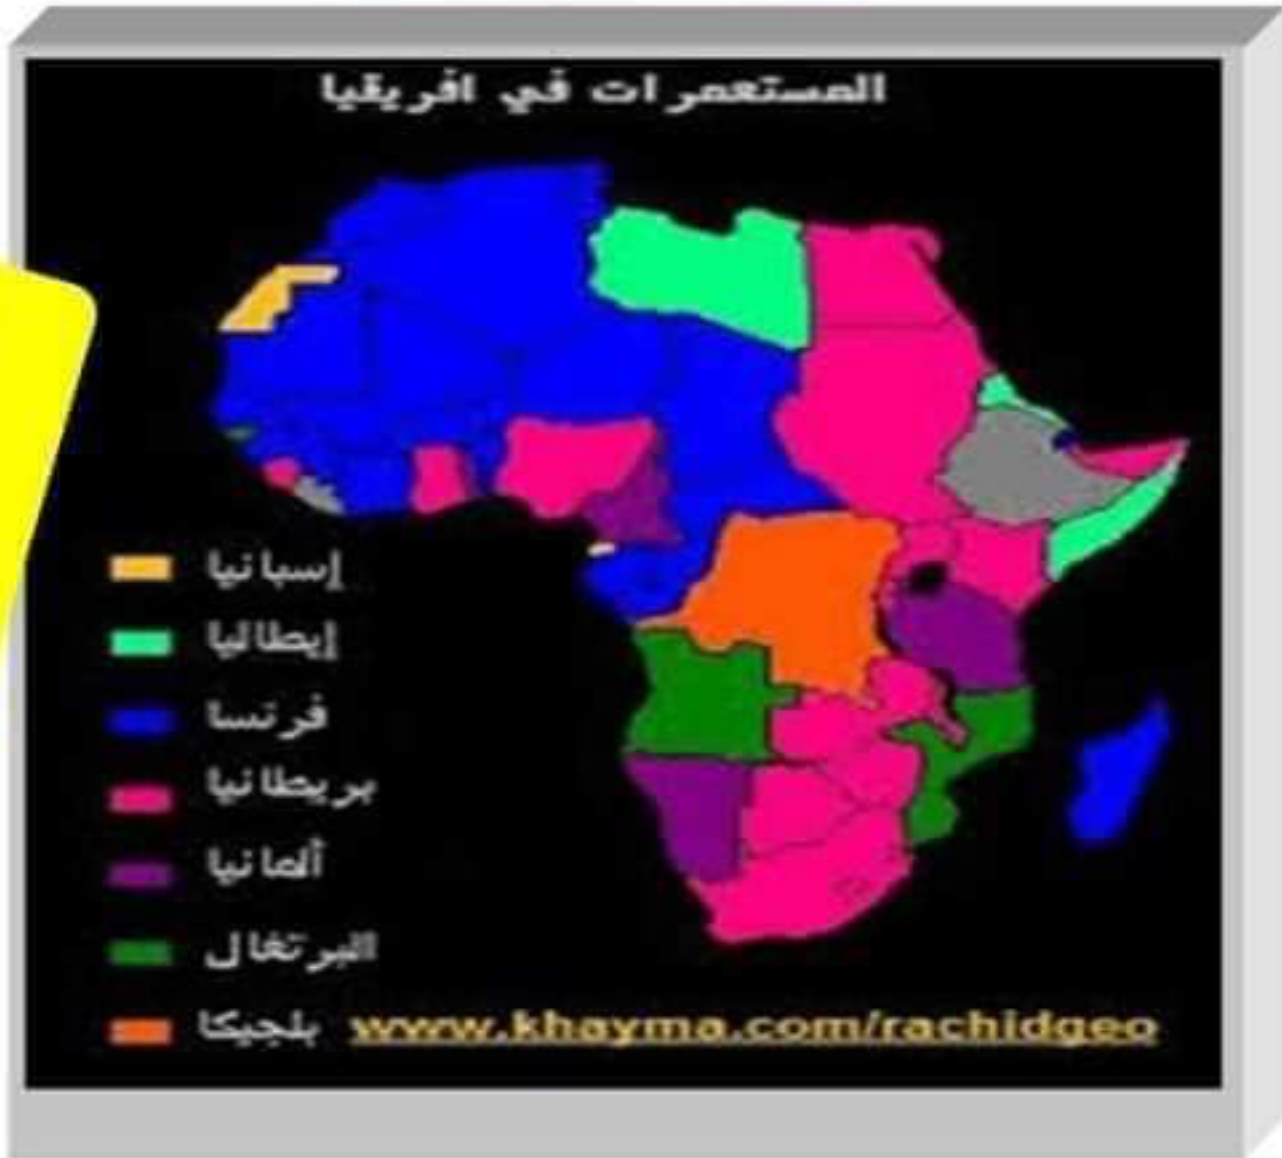 المستعمرات في افريقيا
إسبانيا
إيطاليا
فرنسا
بريطانيا
ألمانيا
البرتغال
بلجيكا
www.khayma.com/rachidgeo